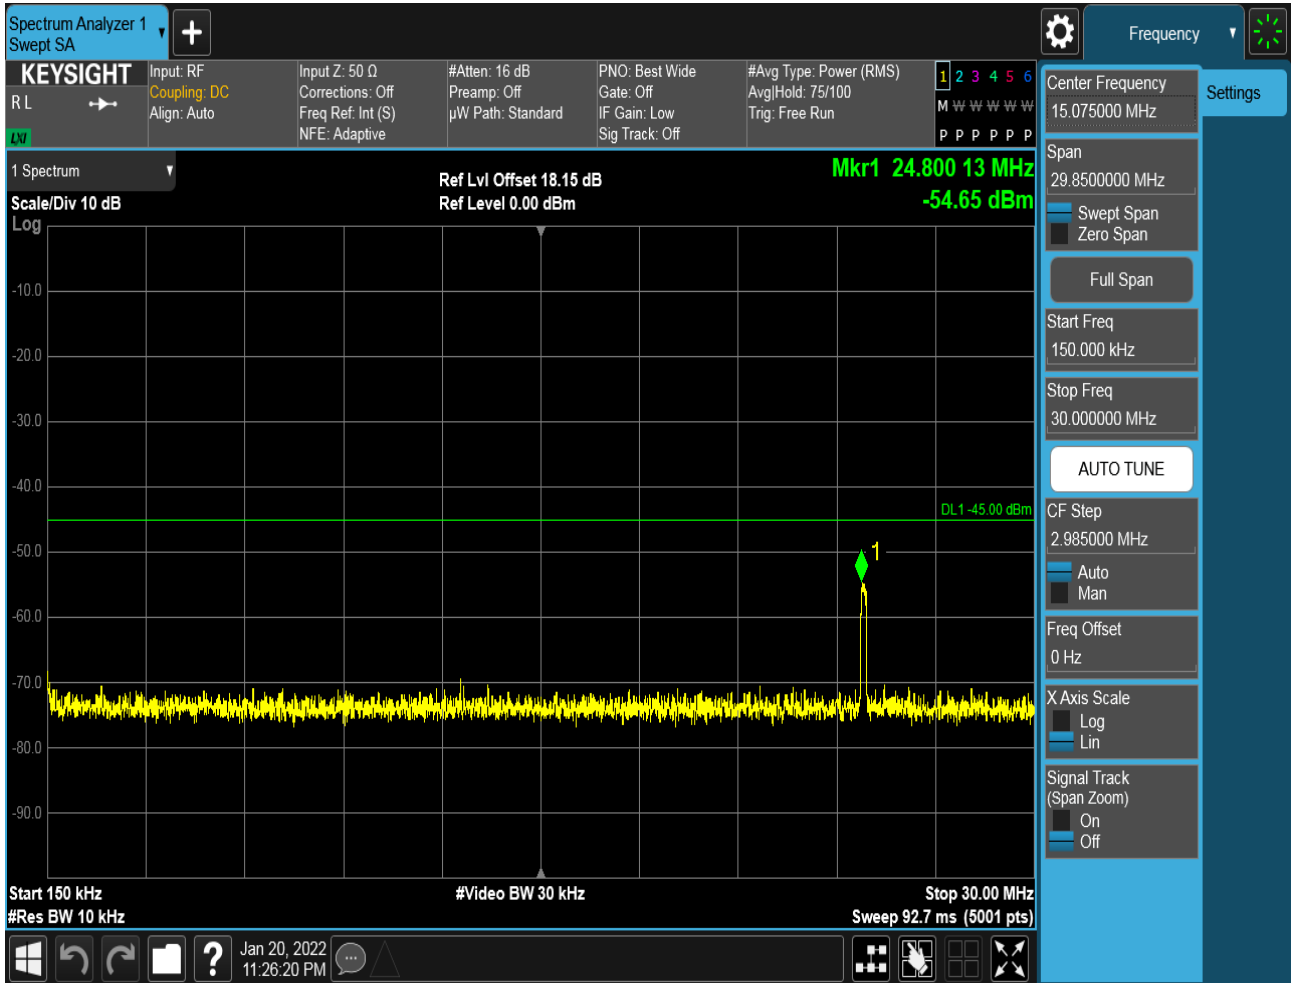 Spectrum Analyzer 1
Swept SA
Frequency
KEYSIGHT
R L
LXI
Input: RF
Coupling: DC
Align: Auto
Input Z: 50 Ω
Corrections: Off
Freq Ref: Int (S)
NFE: Adaptive
#Atten: 16 dB
Preamp: Off
µW Path: Standard
PNO: Best Wide
Gate: Off
IF Gain: Low
Sig Track: Off
#Avg Type: Power (RMS)
Avg|Hold: 75/100
Trig: Free Run
1 2 3 4 5 6
M W W W W W
P P P P P P
1 Spectrum
Scale/Div 10 dB
Log
Ref Lvl Offset 18.15 dB
Ref Level 0.00 dBm
Mkr1 24.800 13 MHz
-54.65 dBm
-10.0
-20.0
-30.0
-40.0
DL1 -45.00 dBm
-50.0
1
-60.0
-70.0
-80.0
-90.0
Start 150 kHz
#Video BW 30 kHz
Stop 30.00 MHz
#Res BW 10 kHz
Sweep 92.7 ms (5001 pts)
Center Frequency
15.075000 MHz
Settings
Span
29.8500000 MHz
Swept Span
Zero Span
Full Span
Start Freq
150.000 kHz
Stop Freq
30.000000 MHz
AUTO TUNE
CF Step
2.985000 MHz
Auto
Man
Freq Offset
0 Hz
X Axis Scale
Log
Lin
Signal Track
(Span Zoom)
On
Off
?
Jan 20, 2022
11:26:20 PM